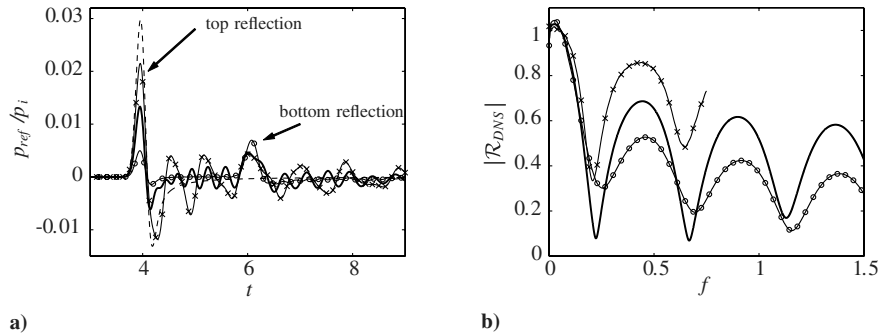 top reflection
bottom reflection
0.03
0.02
0.01
0
-0.01
p_ref /p_i
4
6
8
t
a)
1
0.8
0.6
0.4
0.2
0
|R_DNS|
0
0.5
1
1.5
f
b)